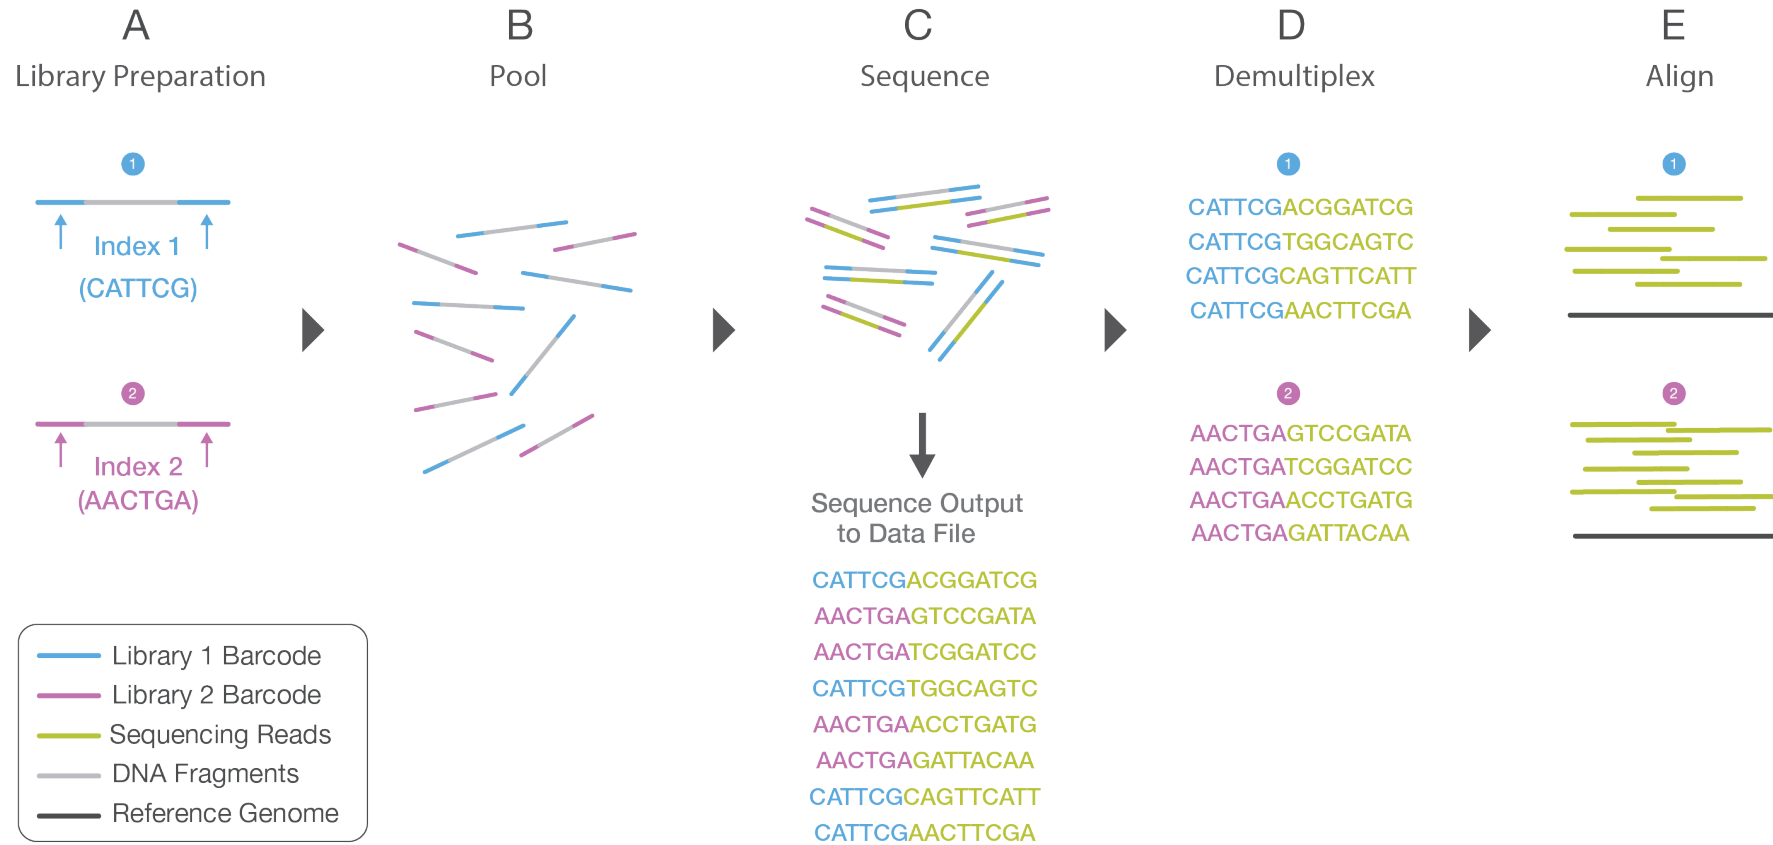 A
Library Preparation
1
Index 1
(CATTCG)
2
Index 2
(AACTGA)
B
Pool
C
Sequence
Sequence Output
to Data File
CATTCGACGGATCG
AACTGAGTCCGATA
AACTGATCGGATCC
CATTCGTGGCAGTC
AACTGAACCTGATG
AACTGAGATTACAA
CATTCGCAGTTCATT
CATTCGAACTTCGA
D
Demultiplex
1
CATTCGACGGATCG
CATTCGTGGCAGTC
CATTCGCAGTTCATT
CATTCGAACTTCGA
2
AACTGAGTCCGATA
AACTGATCGGATCC
AACTGAACCTGATG
AACTGAGATTACAA
E
Align
1
2
Library 1 Barcode
Library 2 Barcode
Sequencing Reads
DNA Fragments
Reference Genome